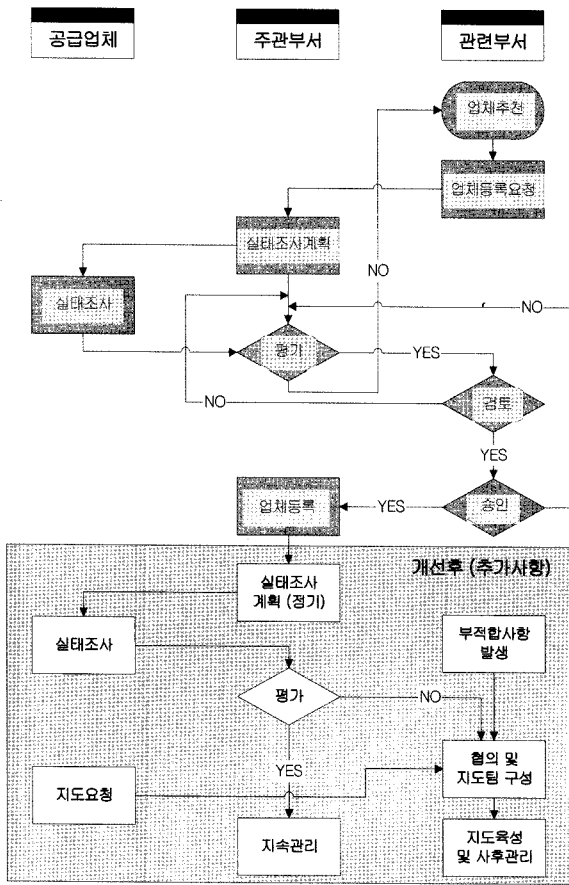 공급업체
주관부서
관련부서
업체추천
업체등록요청
실태조사계획
NO
실태조사
NO
평가
YES
검토
NO
YES
업체등록
YES
승인
개선후 (추가사항)
실태조사
계획 (정기)
실태조사
부적합사항
발생
평가
NO
협의 및
지도팀 구성
YES
지도요청
지속관리
지도육성
및 사후관리